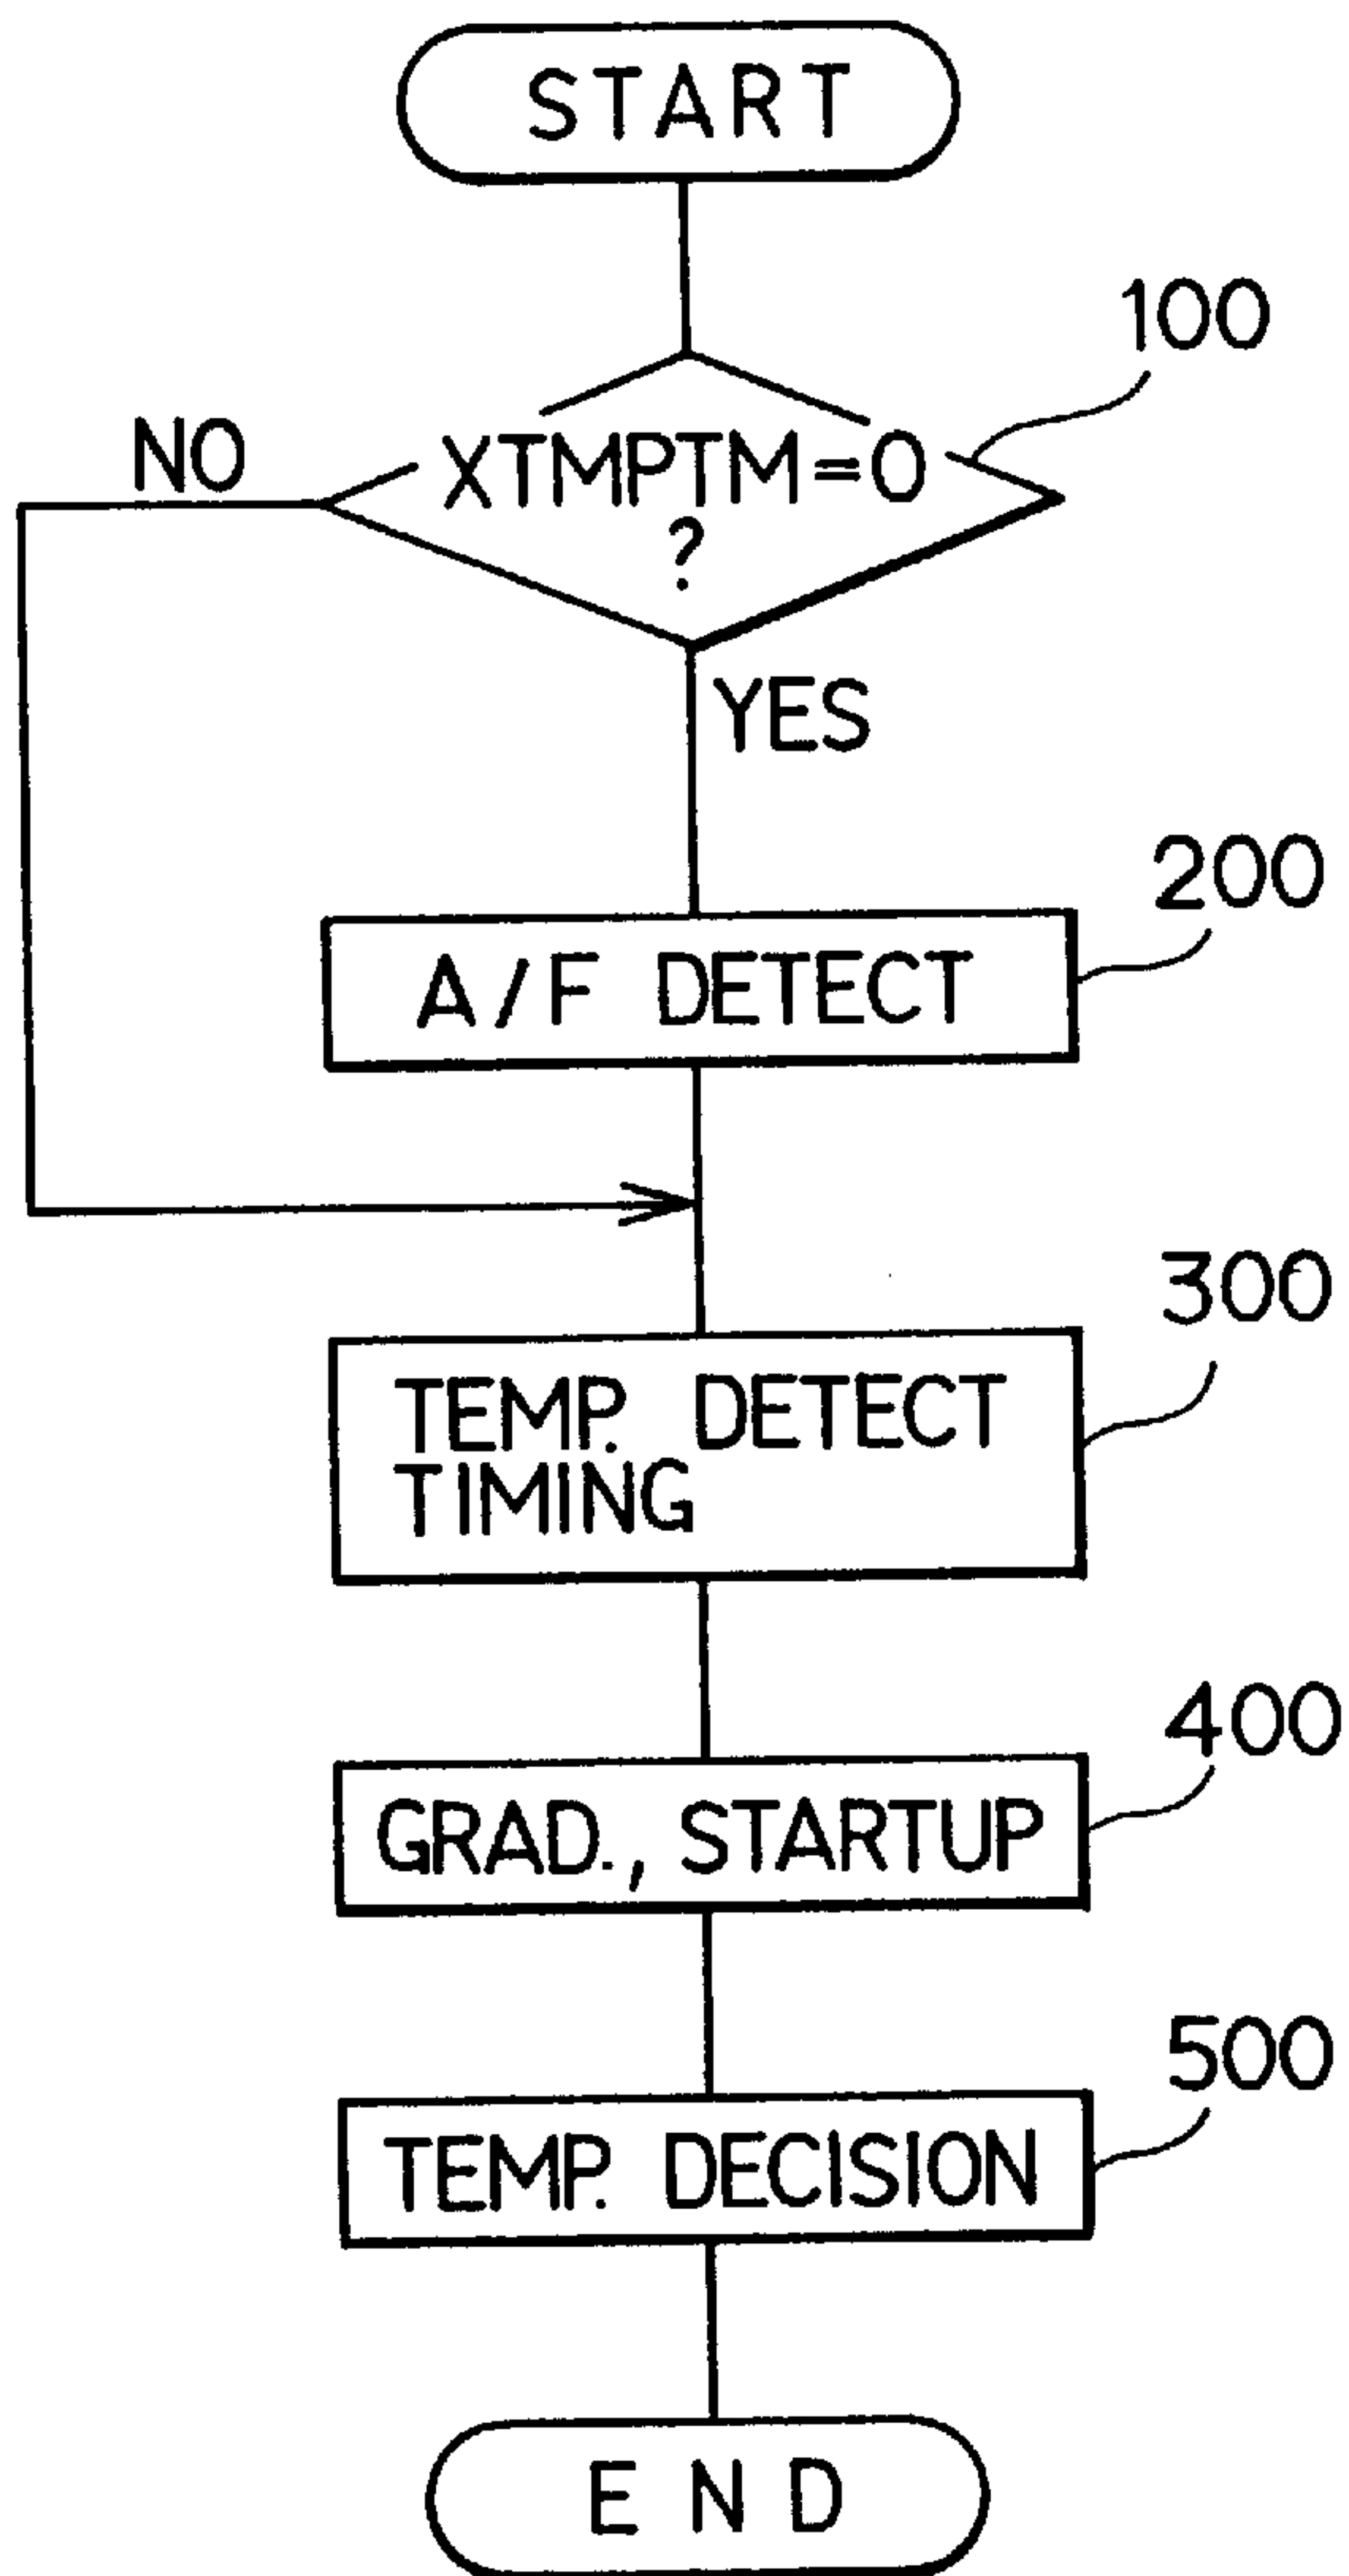 START
100
XTMPTM=0
?
NO
YES
200
A/F DETECT
300
TEMP. DETECT
TIMING
400
GRAD., STARTUP
500
TEMP. DECISION
END